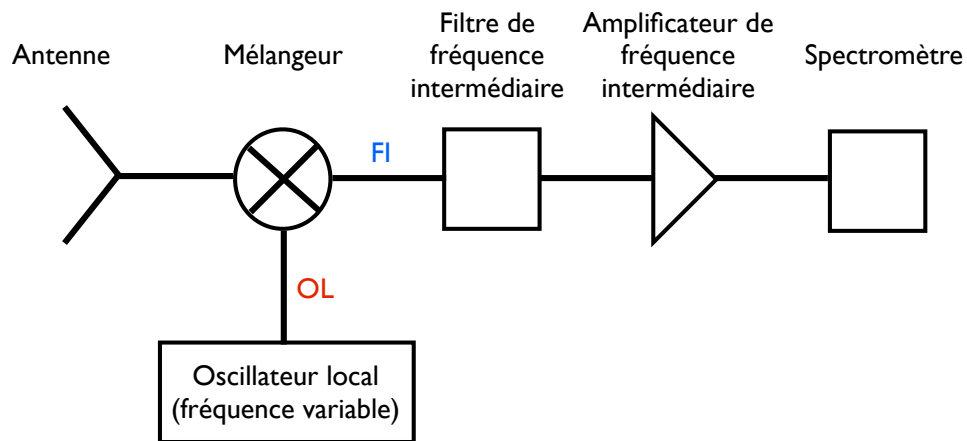 Antenne
Mélangeur
Filtre de
fréquence
intermédiaire
Amplificateur de
fréquence
intermédiaire
Spectromètre
FI
OL
Oscillateur local
(fréquence variable)